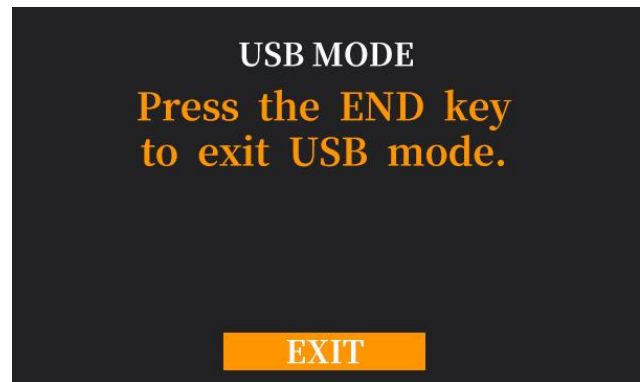 USB MODE
Press the END key
to exit USB mode.
EXIT